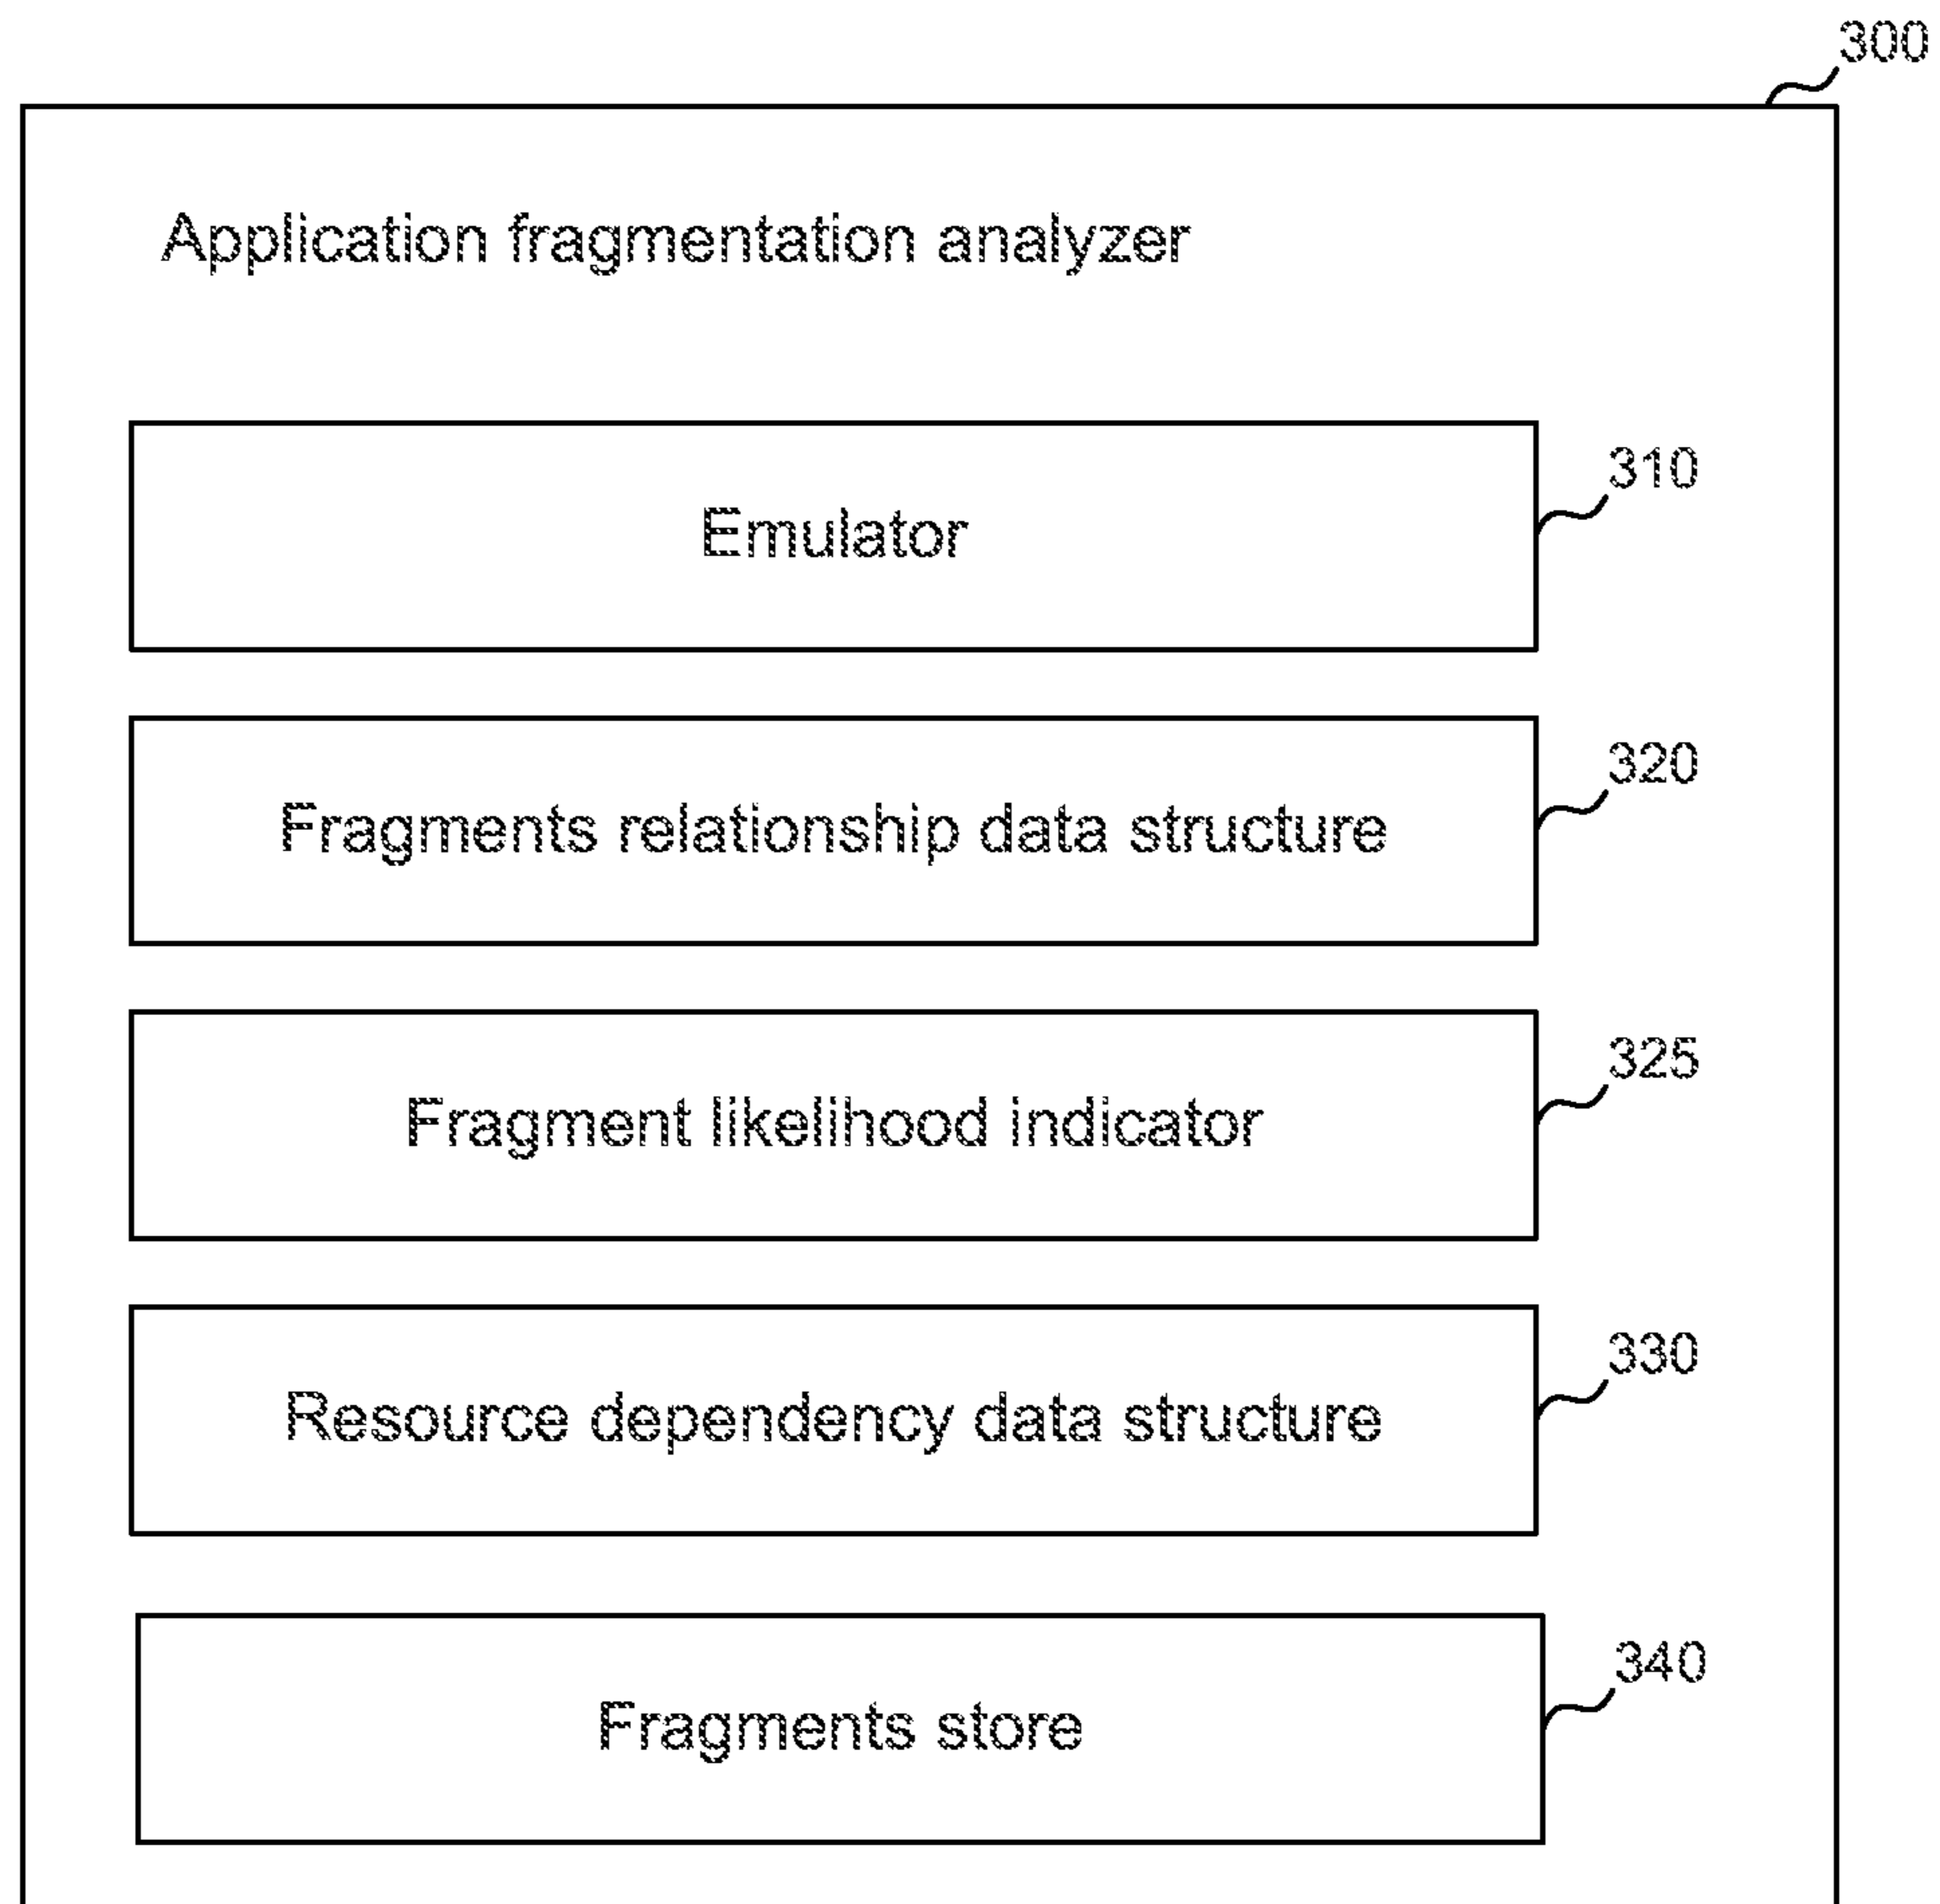 300
Application fragmentation analyzer
Emulator
310
Fragments relationship data structure
320
Fragment likelihood indicator
325
Resource dependency data structure
330
Fragments store
340